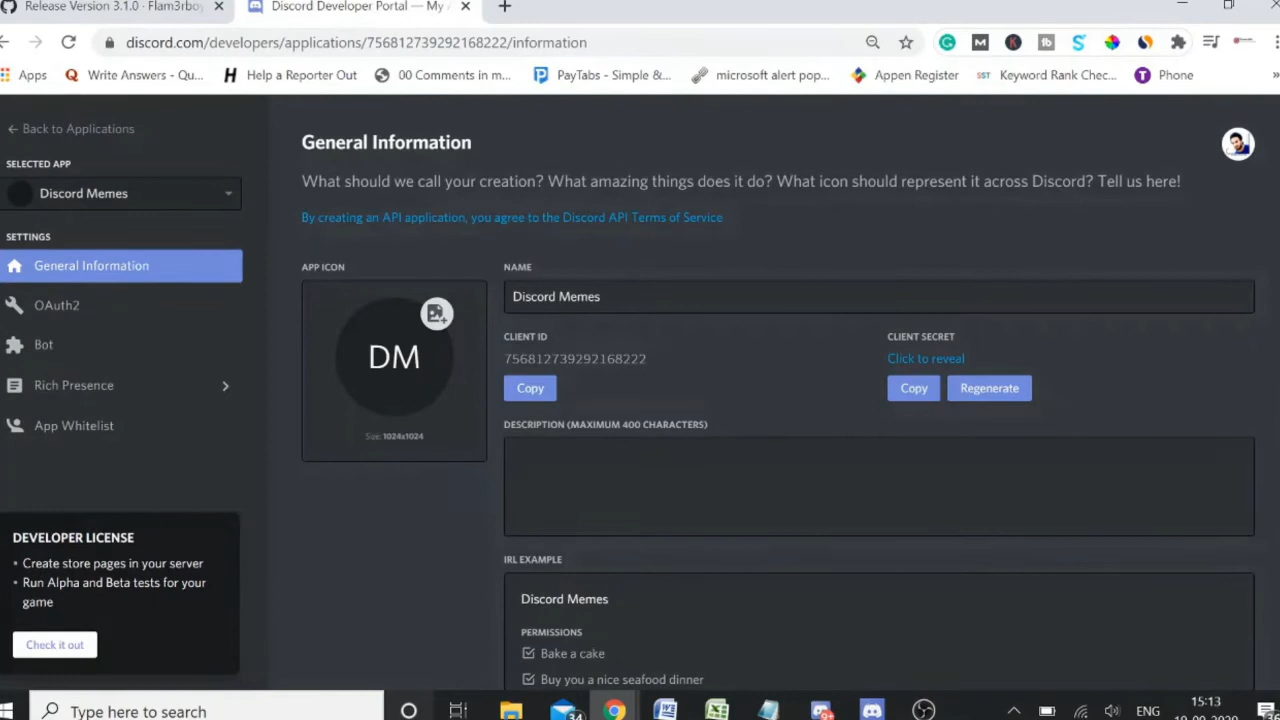 Release Version 3.1.0 · Flam3rboy
Discord Developer Portal — My A
discord.com/developers/applications/756812739292168222/information
Apps
Write Answers - Qu...
Help a Reporter Out
00 Comments in m...
PayTabs - Simple &...
microsoft alert pop...
Appen Register
SST
Keyword Rank Chec...
Phone
Back to Applications
SELECTED APP
Discord Memes
SETTINGS
General Information
OAuth2
Bot
Rich Presence
App Whitelist
DEVELOPER LICENSE
• Create store pages in your server
• Run Alpha and Beta tests for your
game
Check it out
General Information
What should we call your creation? What amazing things does it do? What icon should represent it across Discord? Tell us here!
By creating an API application, you agree to the Discord API Terms of Service
APP ICON
DM
Size: 1024x1024
NAME
Discord Memes
CLIENT ID
756812739292168222
Copy
CLIENT SECRET
Click to reveal
Copy
Regenerate
DESCRIPTION (MAXIMUM 400 CHARACTERS)
IRL EXAMPLE
Discord Memes
PERMISSIONS
Bake a cake
Buy you a nice seafood dinner
Type here to search
34
ENG
15:13